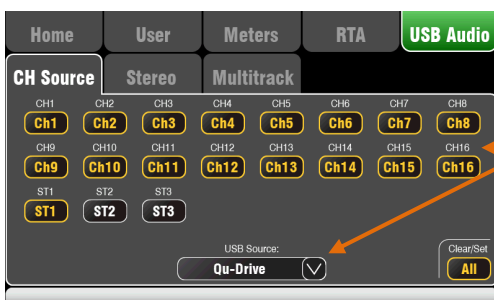 Home User Meters RTA USB Audio
CH Source Stereo Multitrack
CH1 CH2 CH3 CH4 CH5 CH6 CH7 CH8
Ch1 Ch2 Ch3 Ch4 Ch5 Ch6 Ch7 Ch8
CH9 CH10 CH11 CH12 CH13 CH14 CH15 CH16
Ch9 Ch10 Ch11 Ch12 Ch13 Ch14 Ch15 Ch16
ST1 ST2 ST3
ST1 ST2 ST3
USB Source: Clear/Set
Qu-Drive All